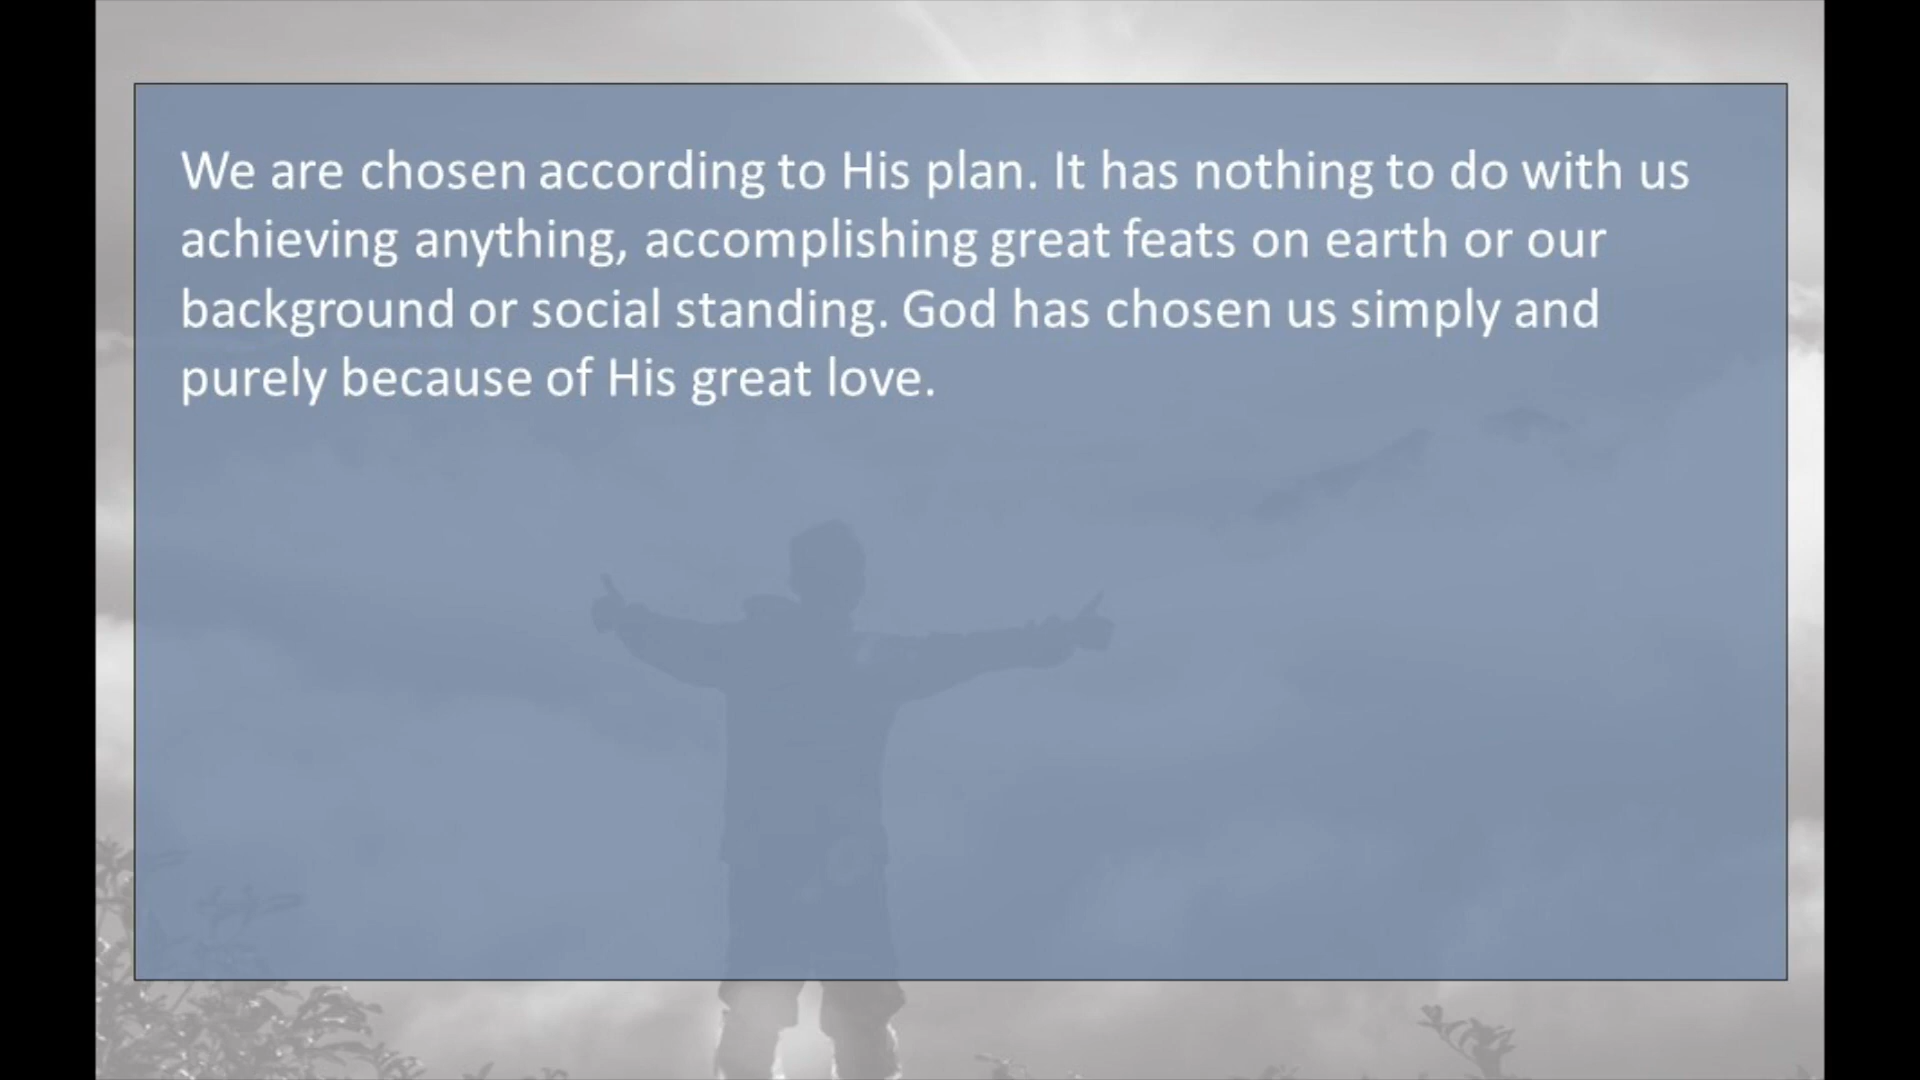 We are chosen according to His plan. It has nothing to do with us
achieving anything, accomplishing great feats on earth or our
background or social standing. God has chosen us simply and
purely because of His great love.